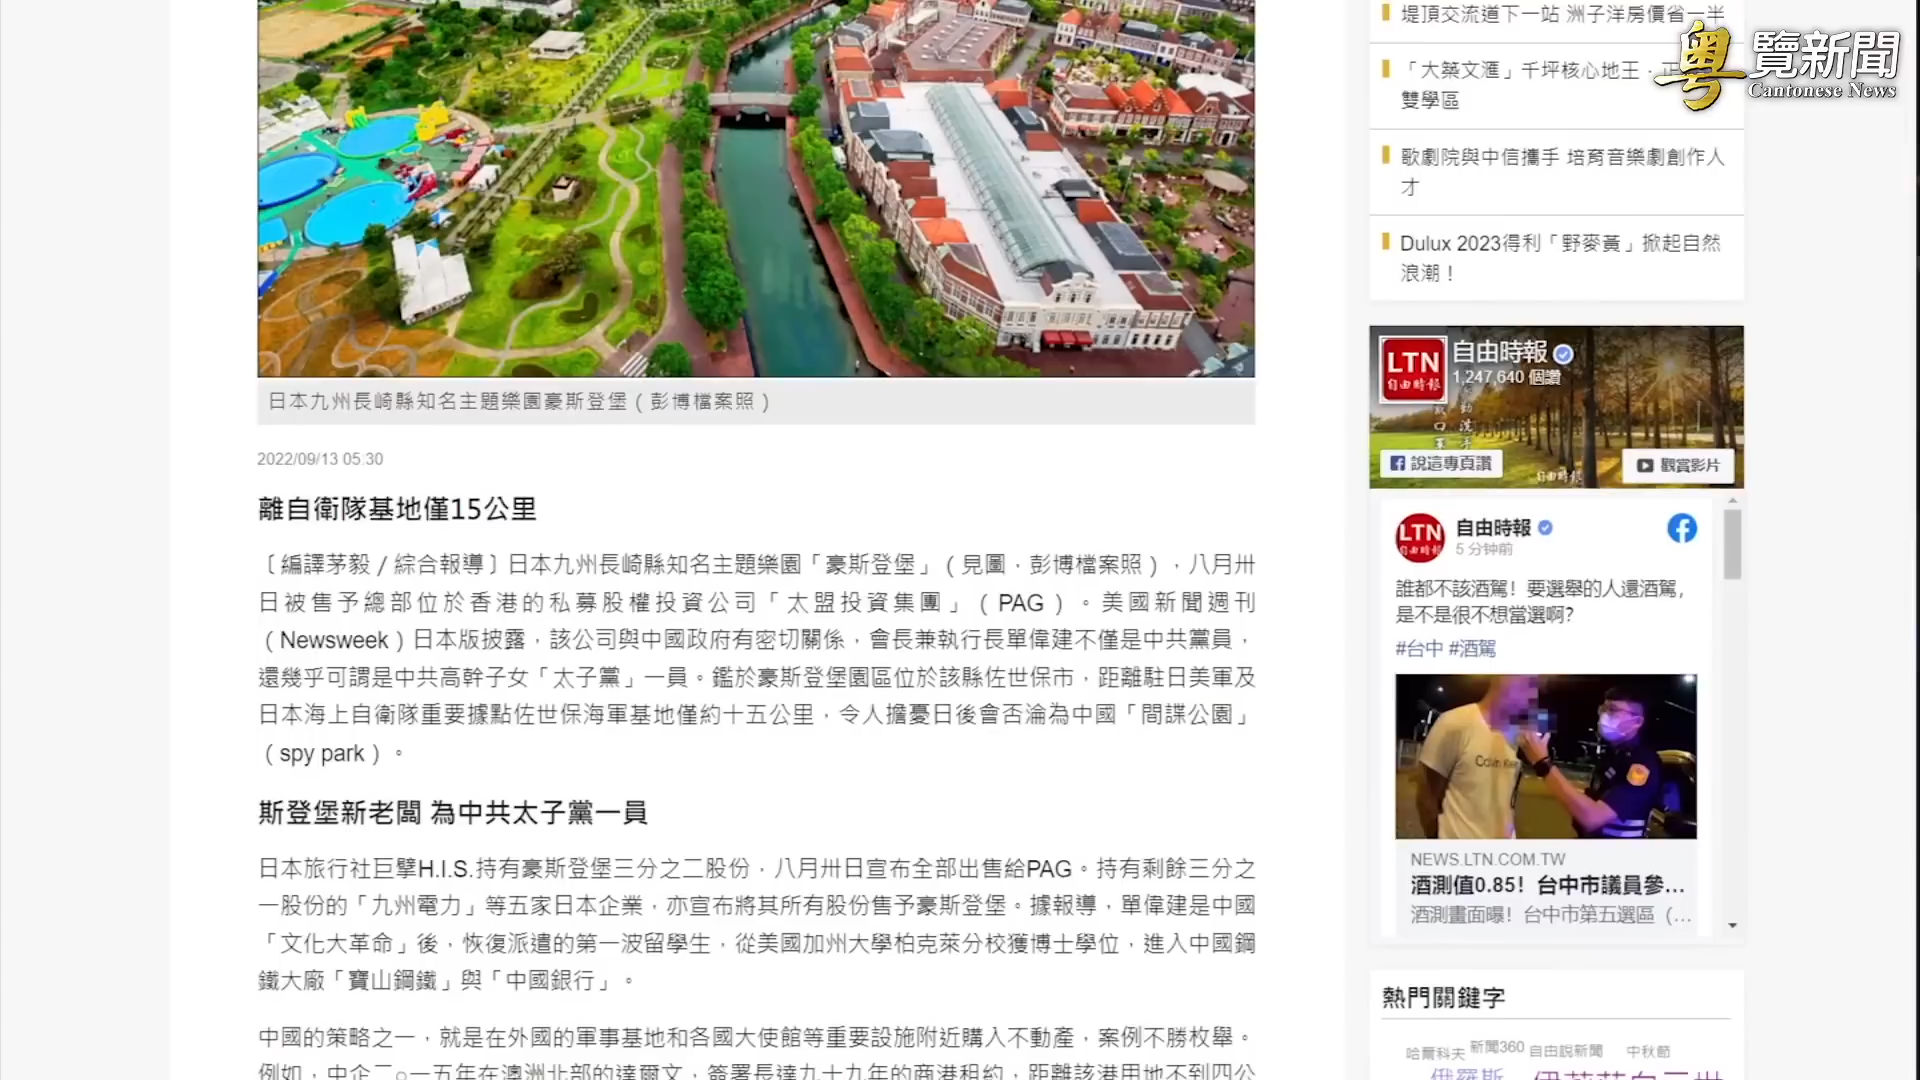 日本九州長崎縣知名主題樂園豪斯登堡（彭博檔案照）
2022/09/13 05:30
離自衛隊基地僅15公里
〔編譯茅毅／綜合報導〕日本九州長崎縣知名主題樂園「豪斯登堡」（見圖，彭博檔案照），八月卅
日被售予總部位於香港的私募股權投資公司「太盟投資集團」（PAG）。美國新聞週刊
（Newsweek）日本版披露，該公司與中國政府有密切關係，會長兼執行長單偉建不僅是中共黨員，
還幾乎可謂是中共高幹子女「太子黨」一員。鑑於豪斯登堡園區位於該縣佐世保市，距離駐日美軍及
日本海上自衛隊重要據點佐世保海軍基地僅約十五公里，令人擔憂日後會否淪為中國「間諜公園」
（spy park）。
斯登堡新老闆 為中共太子黨一員
日本旅行社巨擘H.I.S.持有豪斯登堡三分之二股份，八月卅日宣布全部出售給PAG。持有剩餘三分之
一股份的「九州電力」等五家日本企業，亦宣布將其所有股份售予豪斯登堡。據報導，單偉建是中國
「文化大革命」後，恢復派遣的第一波留學生，從美國加州大學柏克萊分校獲博士學位，進入中國鋼
鐵大廠「寶山鋼鐵」與「中國銀行」。
中國的策略之一，就是在外國的軍事基地和各國大使館等重要設施附近購入不動產，案例不勝枚舉。
例如，中企二○一五年在澳洲北部的達爾文，簽署長達九十九年的商港租約，距離該港用地不到四公
堤頂交流道下一站 洲子洋房價省一半
「大築文滙」千坪核心地王．正
雙學區
歌劇院與中信攜手 培育音樂劇創作人
才
Dulux 2023得利「野麥黃」掀起自然
浪潮！
粵覽新聞
Cantonese News
LTN
自由時報
自由時報
1,247,640 個讚
說這專頁讚
觀賞影片
自由時報
LTN
自由時報
自由時報
5 分钟前
誰都不該酒駕！要選舉的人還酒駕，
是不是很不想當選啊?
#台中 #酒駕
NEWS.LTN.COM.TW
酒測值0.85！台中市議員參...
酒測畫面曝！台中市第五選區（...
熱門關鍵字
哈爾科夫 新聞360 自由說新聞 中秋節
俄羅斯 伊莉莎白二世